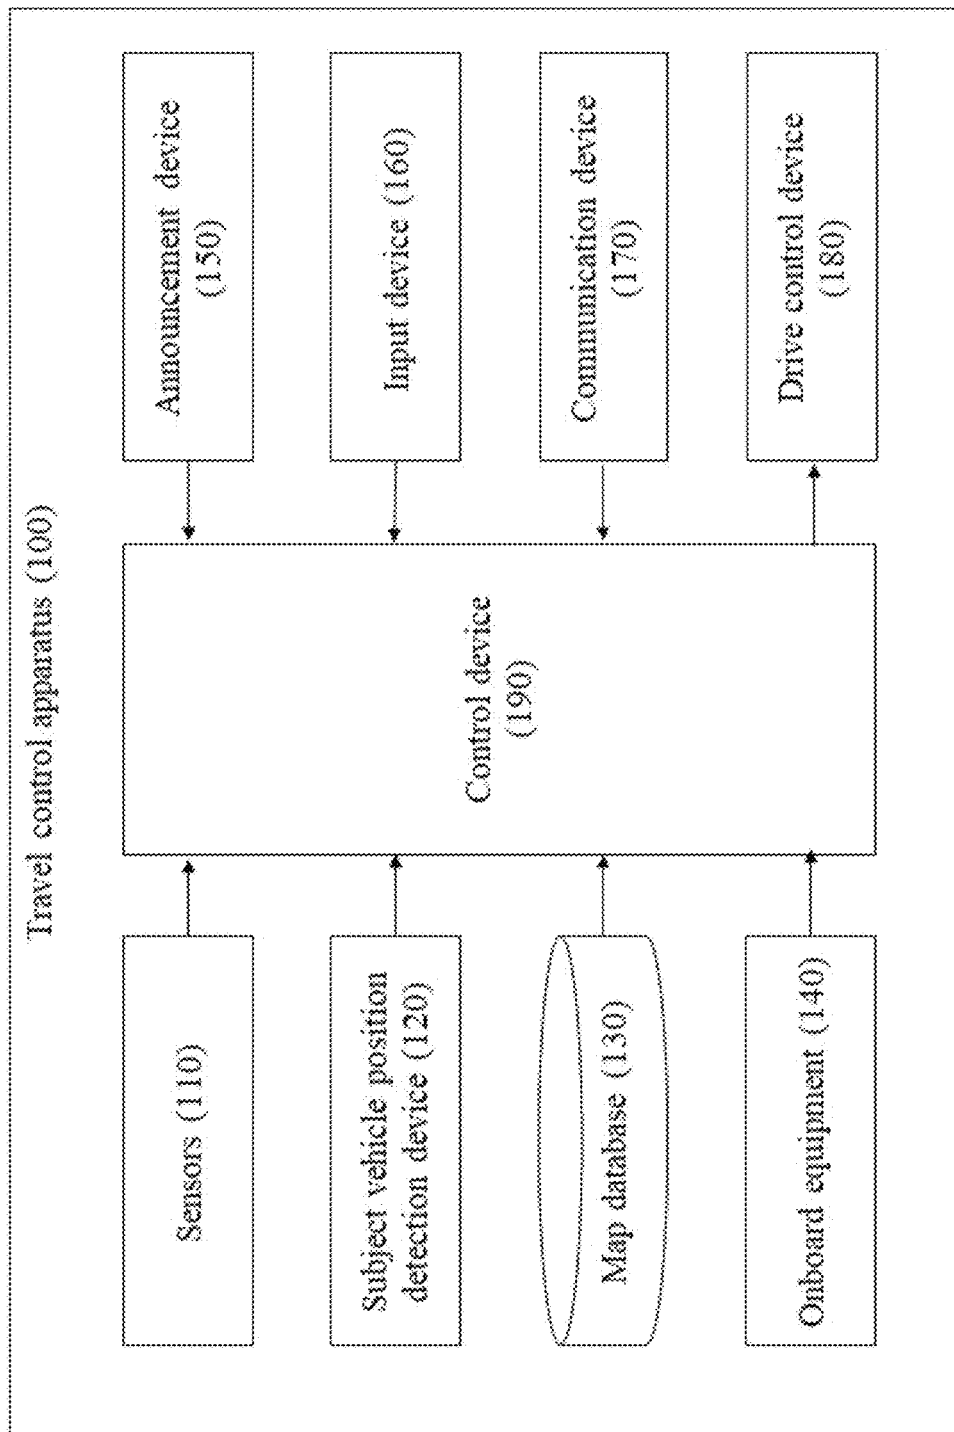 Travel control apparatus (100)
Sensors (110)
Subject vehicle position
detection device (120)
Map database (130)
Onboard equipment (140)
Control device
(190)
Announcement device
(150)
Input device (160)
Communication device
(170)
Drive control device
(180)